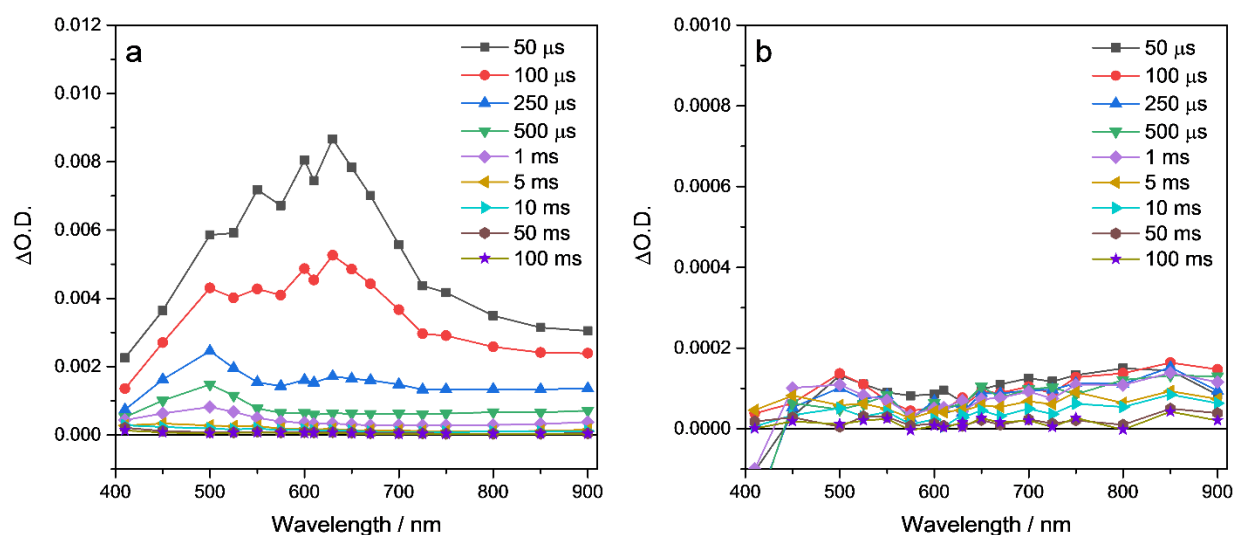 a
50 μs
100 μs
250 μs
500 μs
1 ms
5 ms
10 ms
50 ms
100 ms
0.012
0.010
0.008
0.006
0.004
0.002
0.000
ΔO.D.
400 500 600 700 800 900
Wavelength / nm
b
50 μs
100 μs
250 μs
500 μs
1 ms
5 ms
10 ms
50 ms
100 ms
0.0010
0.0008
0.0006
0.0004
0.0002
0.0000
ΔO.D.
400 500 600 700 800 900
Wavelength / nm